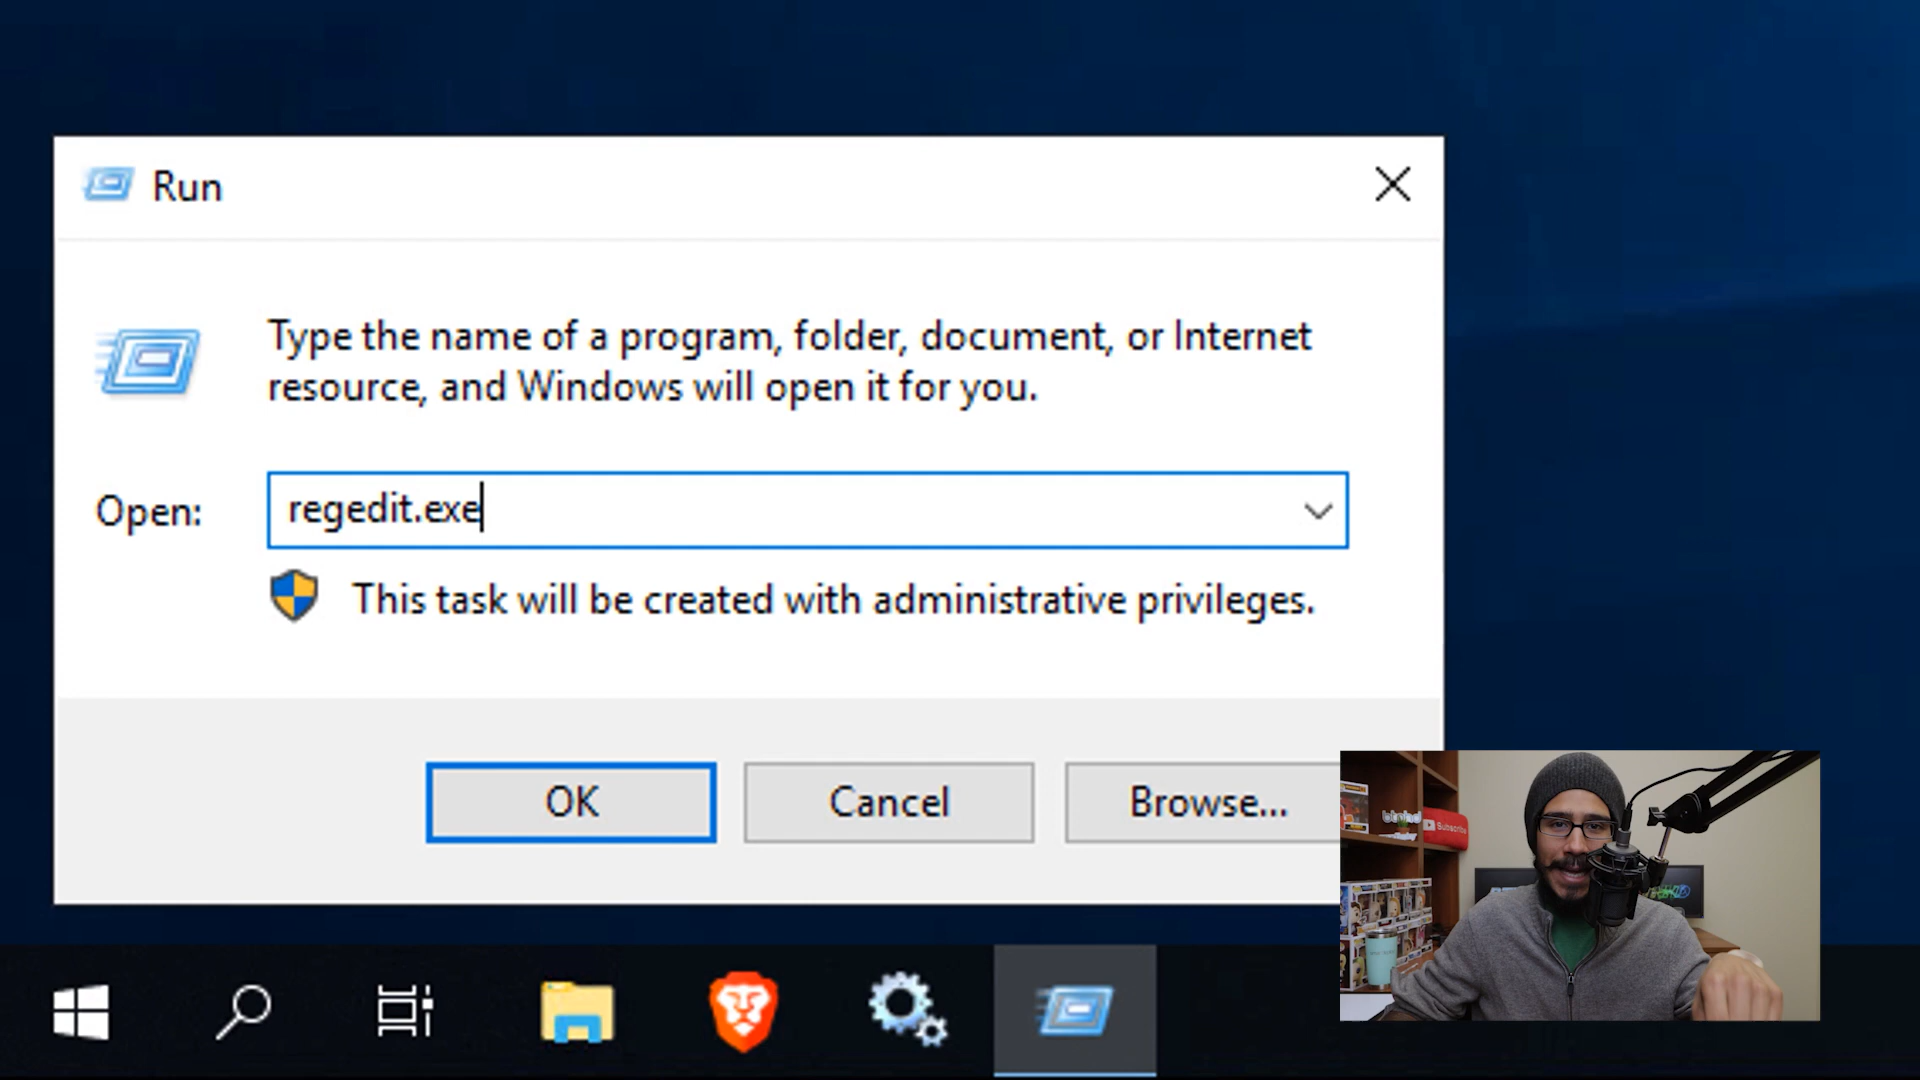 Run
Type the name of a program, folder, document, or Internet
resource, and Windows will open it for you.
Open:
regedit.exe
This task will be created with administrative privileges.
OK
Cancel
Browse...
Subscribe